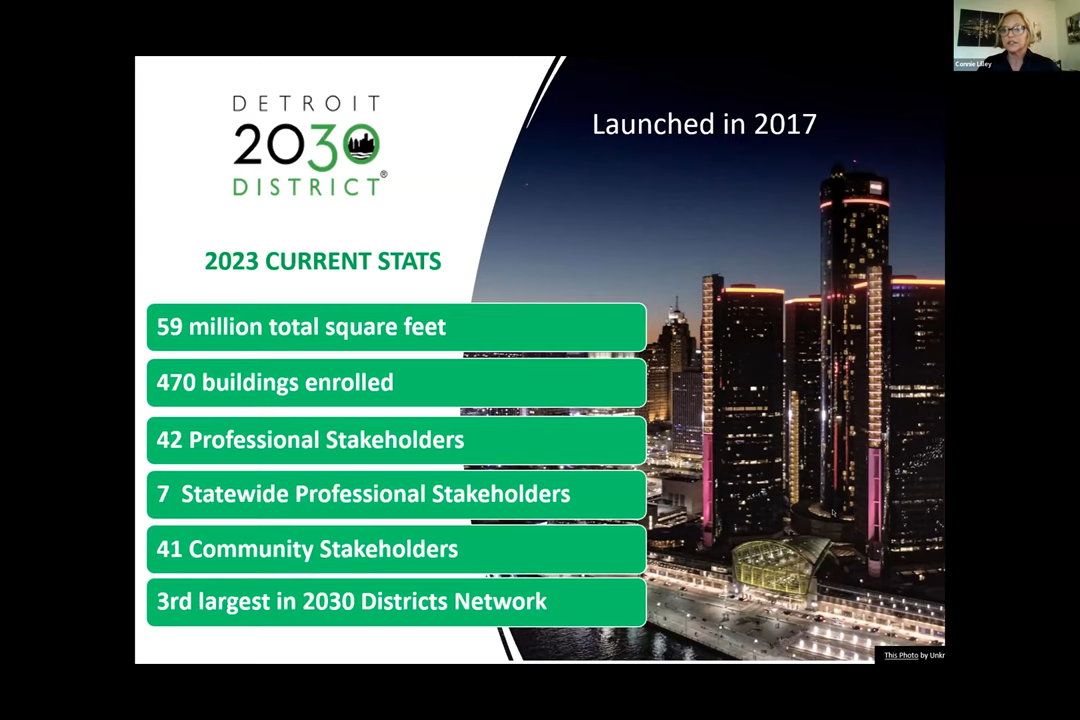 Connie Lilley
DETROIT
2030
DISTRICT®
Launched in 2017
2023 CURRENT STATS
59 million total square feet
470 buildings enrolled
42 Professional Stakeholders
7 Statewide Professional Stakeholders
41 Community Stakeholders
3rd largest in 2030 Districts Network
This Photo by Unkr